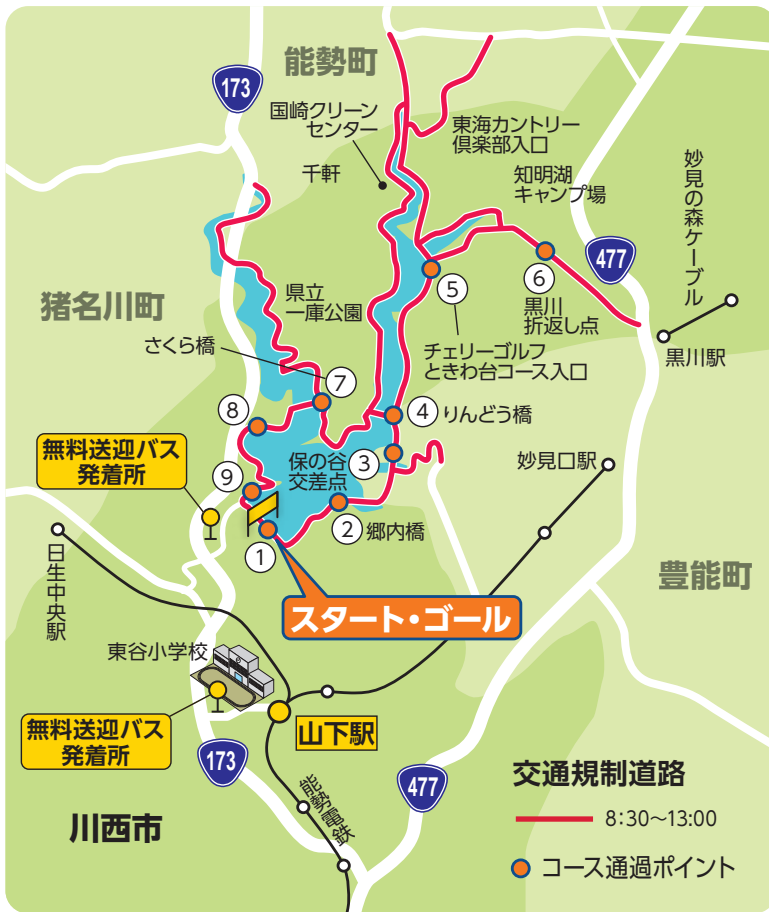 能勢町
173
国崎クリーン
センター
東海カントリー
倶楽部入口
千軒
知明湖
キャンプ場
妙見の森ケーブル
477
猪名川町
県立
一庫公園
⑤
⑥
黒川
折返し点
さくら橋
チェリーゴルフ
ときわ台コース入口
黒川駅
⑦
⑧
④
りんどう橋
無料送迎バス
発着所
保の谷
交差点
③
妙見口駅
⑨
②
郷内橋
①
日生中央駅
豊能町
スタート・ゴール
東谷小学校
無料送迎バス
発着所
山下駅
173
477
能勢電鉄
川西市
交通規制道路
8:30〜13:00
コース通過ポイント